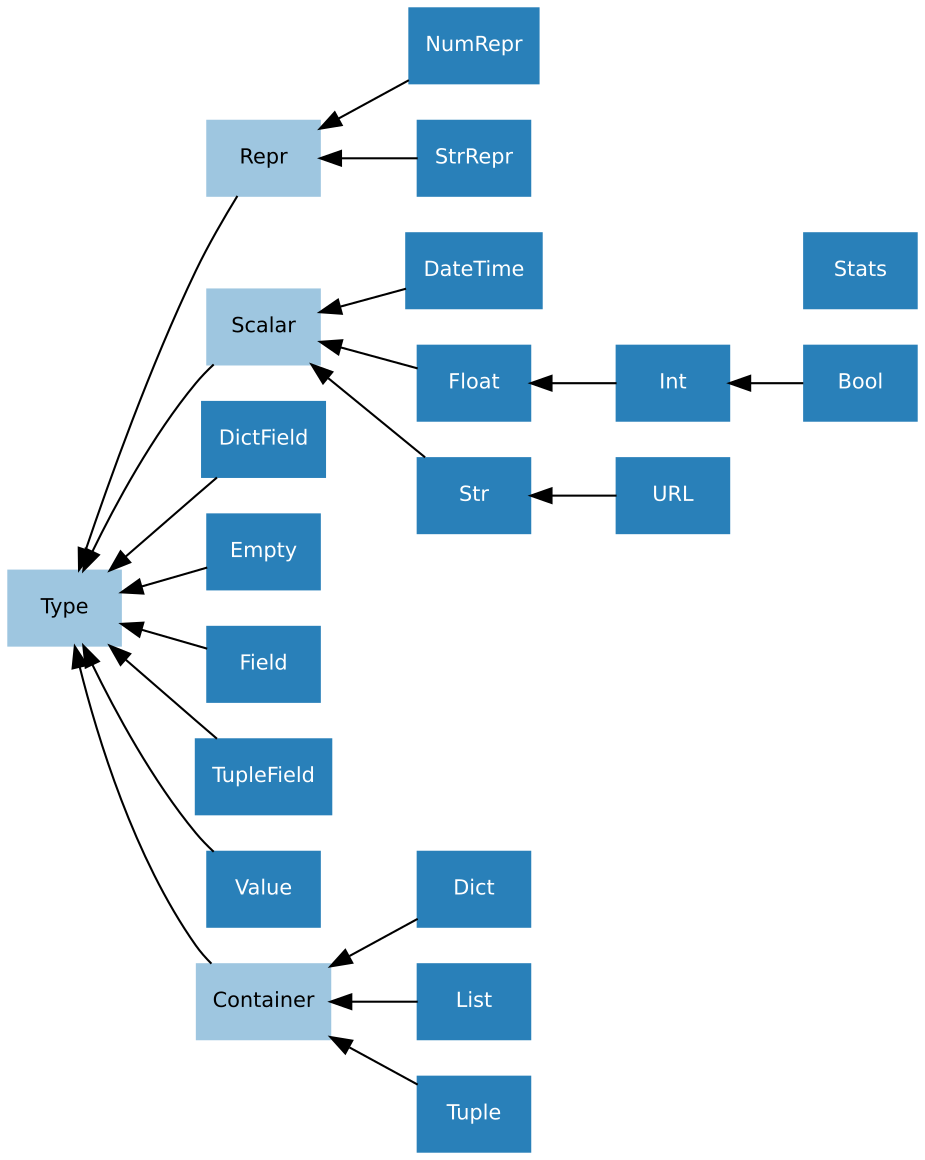 NumRepr
Repr
StrRepr
DateTime
Stats
Scalar
Float
Int
Bool
DictField
Str
URL
Empty
Type
Field
TupleField
Value
Dict
Container
List
Tuple